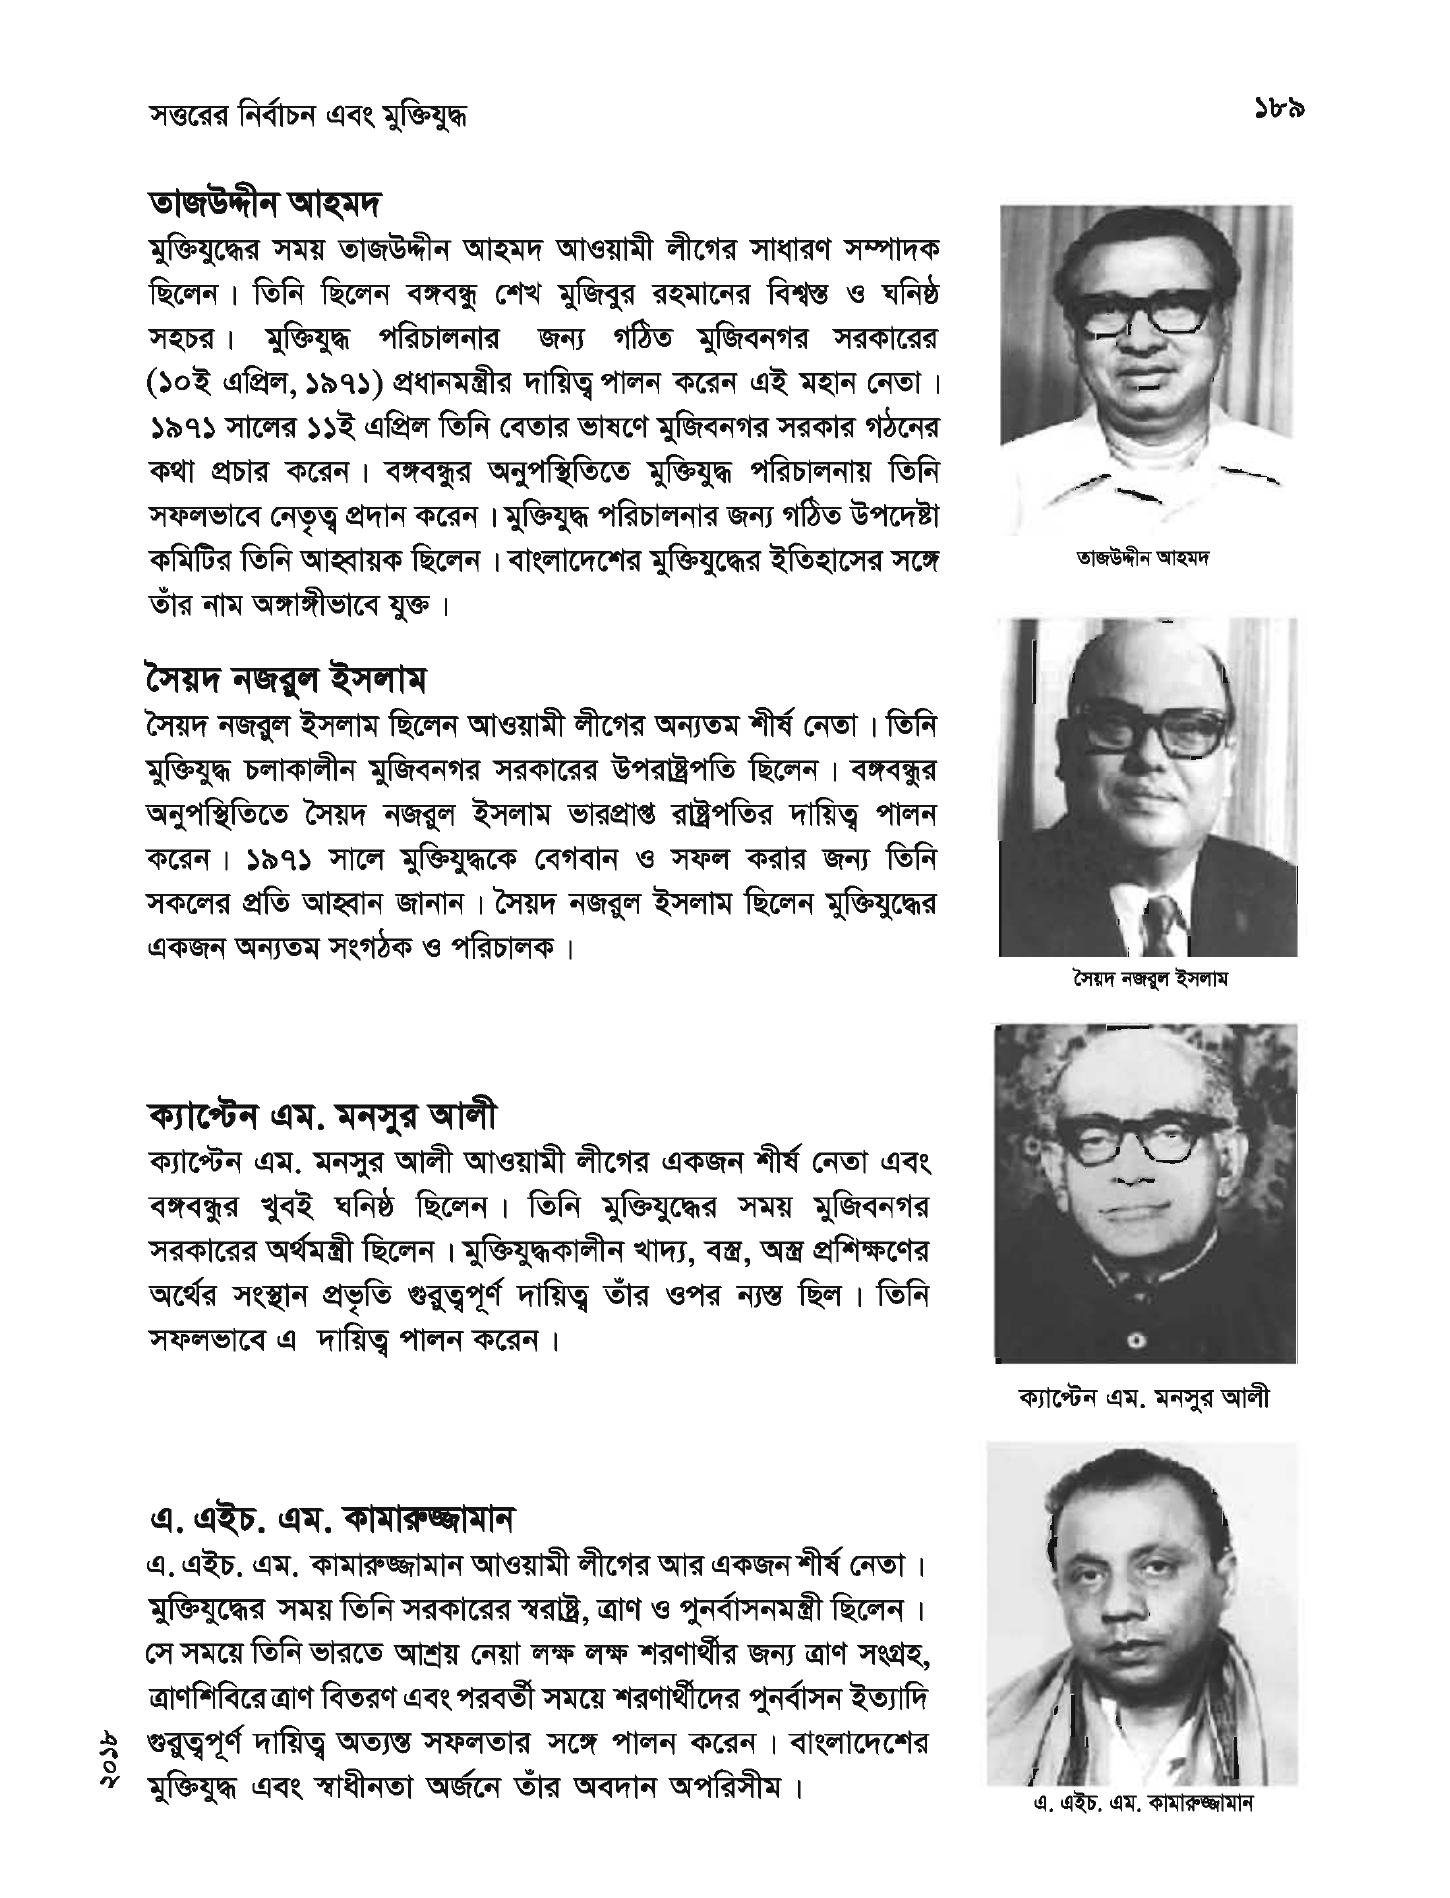 সত্তরের নির্বাচন এবং মুক্তিযুদ্ধ
১৮৯
তাজউদ্দীন আহমদ
মুক্তিযুদ্ধের সময় তাজউদ্দীন আহমদ আওয়ামী লীগের সাধারণ সম্পাদক
ছিলেন। তিনি ছিলেন বঙ্গবন্ধু শেখ মুজিবুর রহমানের বিশ্বস্ত ও ঘনিষ্ঠ
সহচর। মুক্তিযুদ্ধ পরিচালনার জন্য গঠিত মুজিবনগর সরকারের
(১০ই এপ্রিল, ১৯৭১) প্রধানমন্ত্রীর দায়িত্ব পালন করেন এই মহান নেতা।
১৯৭১ সালের ১১ই এপ্রিল তিনি বেতার ভাষণে মুজিবনগর সরকার গঠনের
কথা প্রচার করেন। বঙ্গবন্ধুর অনুপস্থিতিতে মুক্তিযুদ্ধ পরিচালনায় তিনি
সফলভাবে নেতৃত্ব প্রদান করেন। মুক্তিযুদ্ধ পরিচালনার জন্য গঠিত উপদেষ্টা
কমিটির তিনি আহ্বায়ক ছিলেন। বাংলাদেশের মুক্তিযুদ্ধের ইতিহাসের সঙ্গে
তাঁর নাম অঙ্গাঙ্গীভাবে যুক্ত।
তাজউদ্দীন আহমদ
সৈয়দ নজরুল ইসলাম
সৈয়দ নজরুল ইসলাম ছিলেন আওয়ামী লীগের অন্যতম শীর্ষ নেতা। তিনি
মুক্তিযুদ্ধ চলাকালীন মুজিবনগর সরকারের উপরাষ্ট্রপতি ছিলেন। বঙ্গবন্ধুর
অনুপস্থিতিতে সৈয়দ নজরুল ইসলাম ভারপ্রাপ্ত রাষ্ট্রপতির দায়িত্ব পালন
করেন। ১৯৭১ সালে মুক্তিযুদ্ধকে বেগবান ও সফল করার জন্য তিনি
সকলের প্রতি আহ্বান জানান। সৈয়দ নজরুল ইসলাম ছিলেন মুক্তিযুদ্ধের
একজন অন্যতম সংগঠক ও পরিচালক।
সৈয়দ নজরুল ইসলাম
ক্যাপ্টেন এম. মনসুর আলী
ক্যাপ্টেন এম. মনসুর আলী আওয়ামী লীগের একজন শীর্ষ নেতা এবং
বঙ্গবন্ধুর খুবই ঘনিষ্ঠ ছিলেন। তিনি মুক্তিযুদ্ধের সময় মুজিবনগর
সরকারের অর্থমন্ত্রী ছিলেন। মুক্তিযুদ্ধকালীন খাদ্য, বস্ত্র, অস্ত্র প্রশিক্ষণের
অর্থের সংস্থান প্রভৃতি গুরুত্বপূর্ণ দায়িত্ব তাঁর ওপর ন্যস্ত ছিল। তিনি
সফলভাবে এ দায়িত্ব পালন করেন।
ক্যাপ্টেন এম. মনসুর আলী
এ. এইচ. এম. কামারুজ্জামান
এ. এইচ. এম. কামারুজ্জামান আওয়ামী লীগের আর একজন শীর্ষ নেতা।
মুক্তিযুদ্ধের সময় তিনি সরকারের স্বরাষ্ট্র, ত্রাণ ও পুনর্বাসনমন্ত্রী ছিলেন।
সে সময়ে তিনি ভারতে আশ্রয় নেয়া লক্ষ লক্ষ শরণার্থীর জন্য ত্রাণ সংগ্রহ,
ত্রাণশিবিরে ত্রাণ বিতরণ এবং পরবর্তী সময়ে শরণার্থীদের পুনর্বাসন ইত্যাদি
গুরুত্বপূর্ণ দায়িত্ব অত্যন্ত সফলতার সঙ্গে পালন করেন। বাংলাদেশের
মুক্তিযুদ্ধ এবং স্বাধীনতা অর্জনে তাঁর অবদান অপরিসীম।
এ. এইচ. এম. কামারুজ্জামান
২০১৮